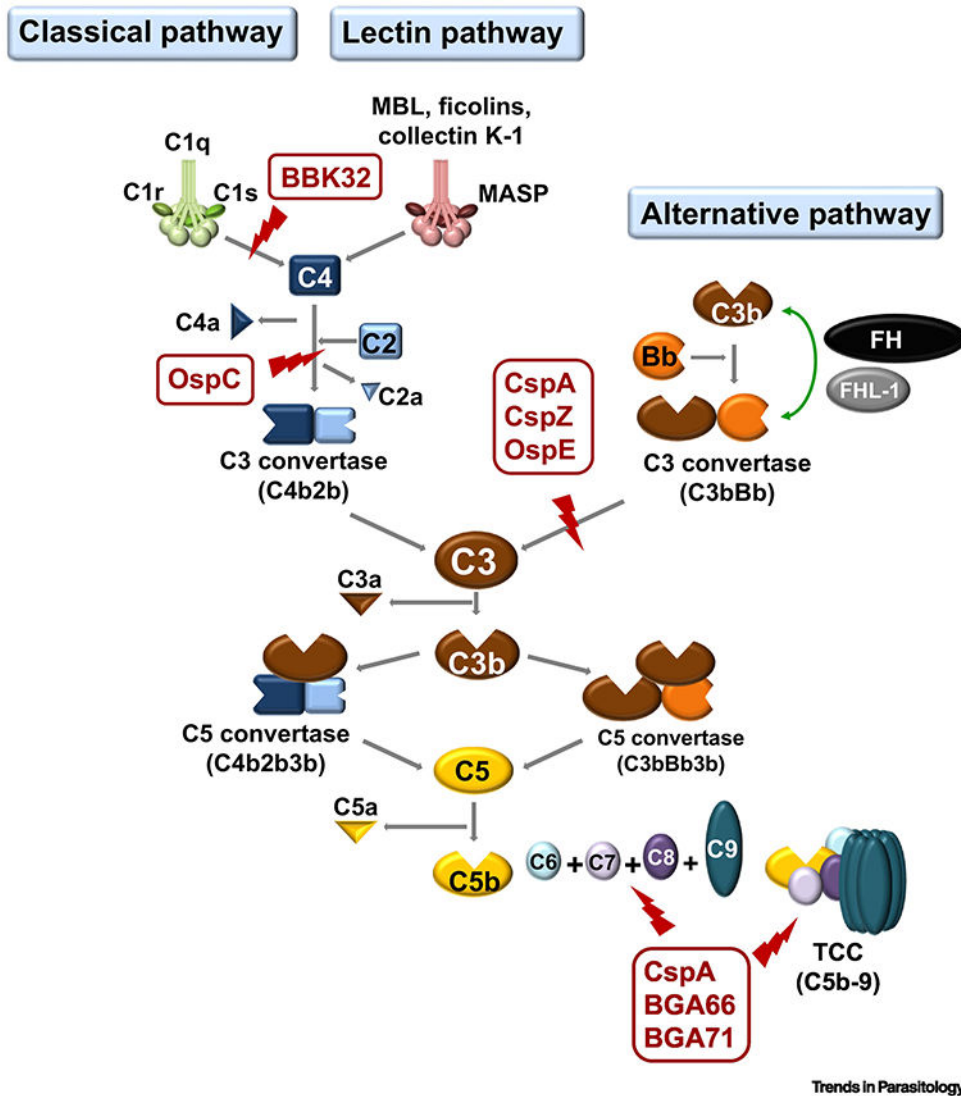 Classical pathway
Lectin pathway
MBL, ficolins,
collectin K-1
C1q
BBK32
C1r
C1s
MASP
Alternative pathway
C4
C3b
C4a
C2
FH
Bb
OspC
C2a
CspA
CspZ
OspE
FHL-1
C3 convertase
(C4b2b)
C3 convertase
(C3bBb)
C3
C3a
C3b
C5 convertase
(C4b2b3b)
C5 convertase
(C3bBb3b)
C5
C5a
C5b
C6 + C7 + C8 + C9
TCC
(C5b-9)
CspA
BGA66
BGA71
Trends in Parasitology